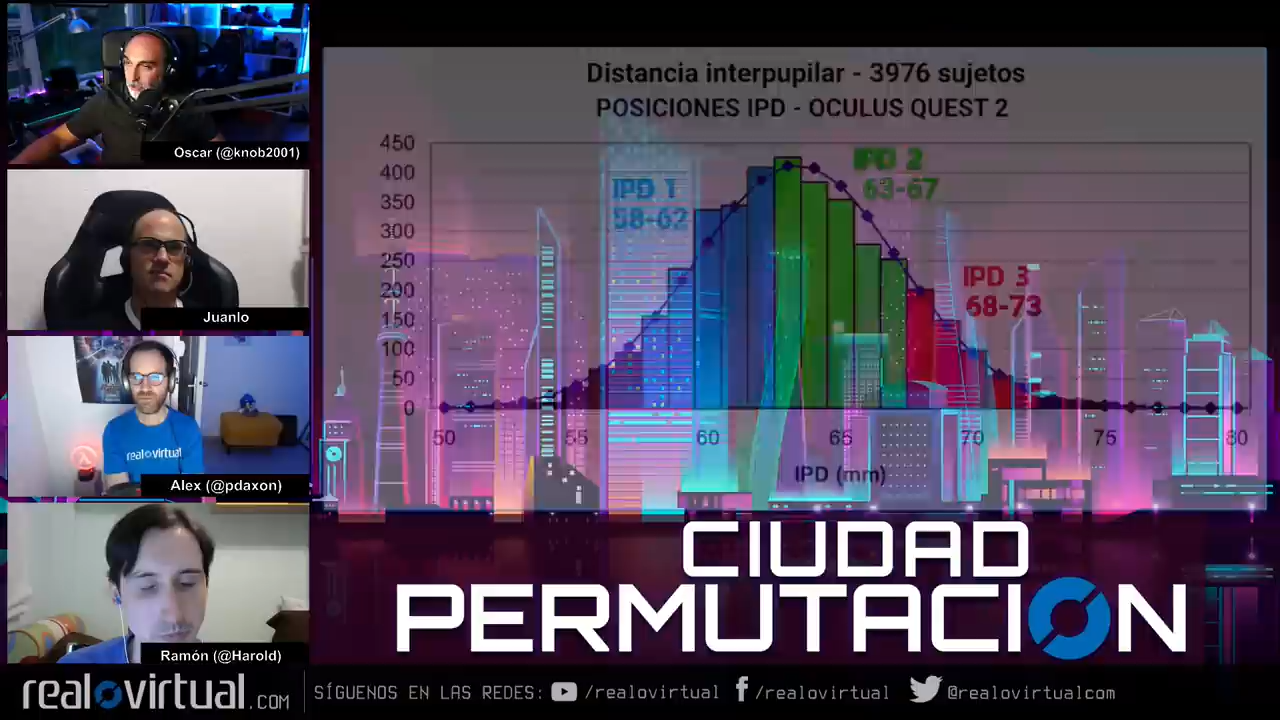 Oscar (@knob2001)
Juanlo
realovirtual
Alex (@pdaxon)
Ramón (@Harold)
Distancia interpupilar - 3976 sujetos
POSICIONES IPD - OCULUS QUEST 2
450
400
350
300
250
200
150
100
50
0
IPD 1
58-62
IPD 2
63-67
IPD 3
68-73
50
55
60
65
70
75
80
IPD (mm)
CIUDAD
PERMUTACION
realovirtual.COM
SÍGUENOS EN LAS REDES: /realovirtual /realovirtual @realovirtual.com